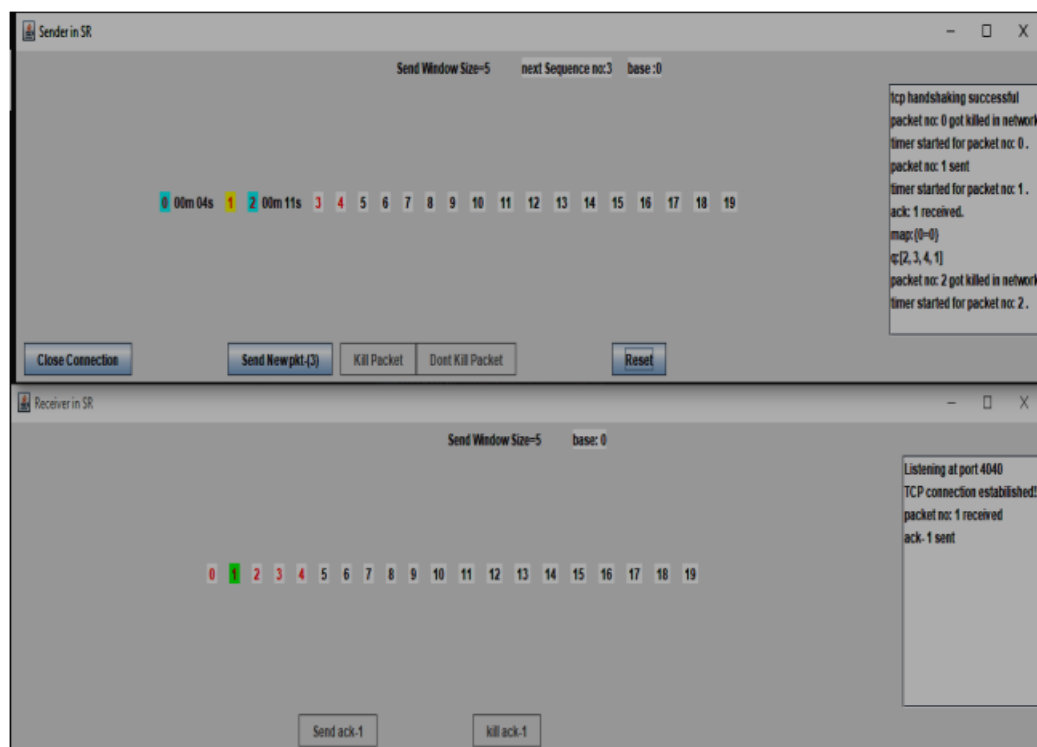 Sender in SR
Send Window Size=5 next Sequence no:3 base :0
tcp handshaking successful
packet no: 0 got killed in network
timer started for packet no: 0 .
packet no: 1 sent
timer started for packet no: 1 .
ack: 1 received.
map:{0=0}
q:[2, 3, 4, 1]
packet no: 2 got killed in network
timer started for packet no: 2 .
0 00m 04s 1 2 00m 11s 3 4 5 6 7 8 9 10 11 12 13 14 15 16 17 18 19
Close Connection Send Newpkt-(3) Kill Packet Dont Kill Packet Reset
Receiver in SR
Send Window Size=5 base: 0
Listening at port 4040
TCP connection estabilished!
packet no: 1 received
ack- 1 sent
0 1 2 3 4 5 6 7 8 9 10 11 12 13 14 15 16 17 18 19
Send ack-1 kill ack-1